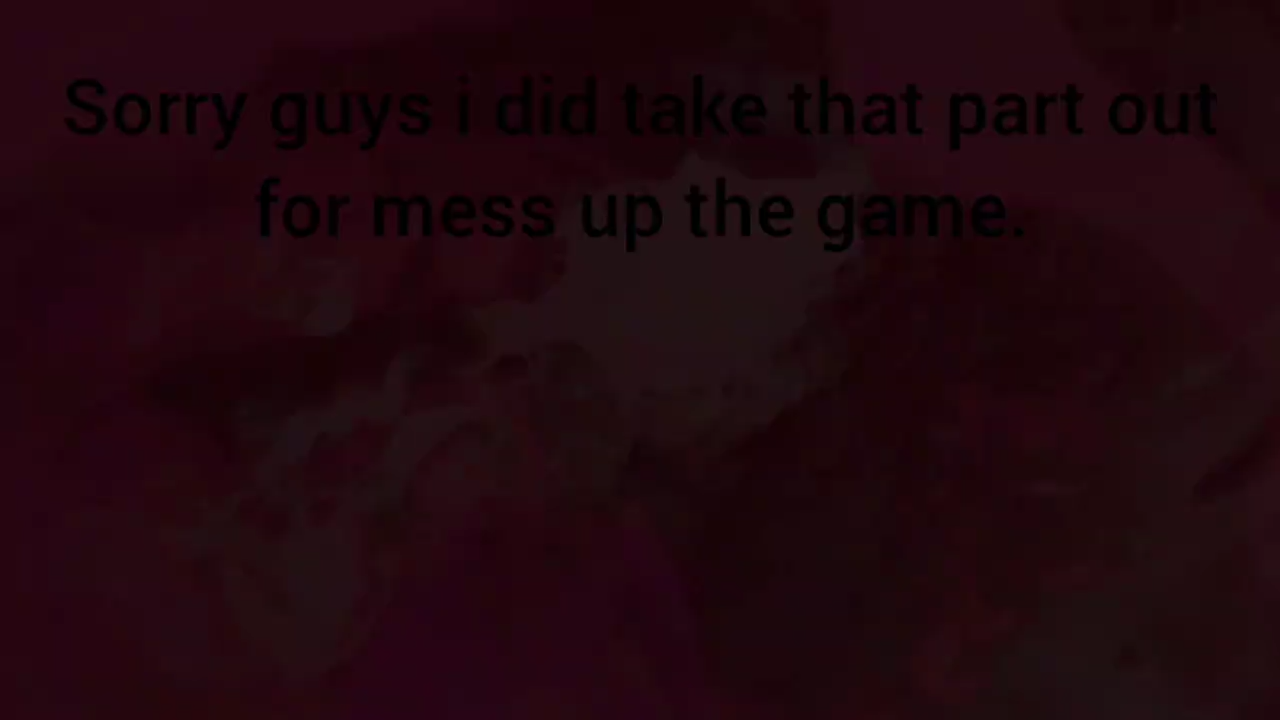 Sorry guys i did take that part out
for mess up the game.